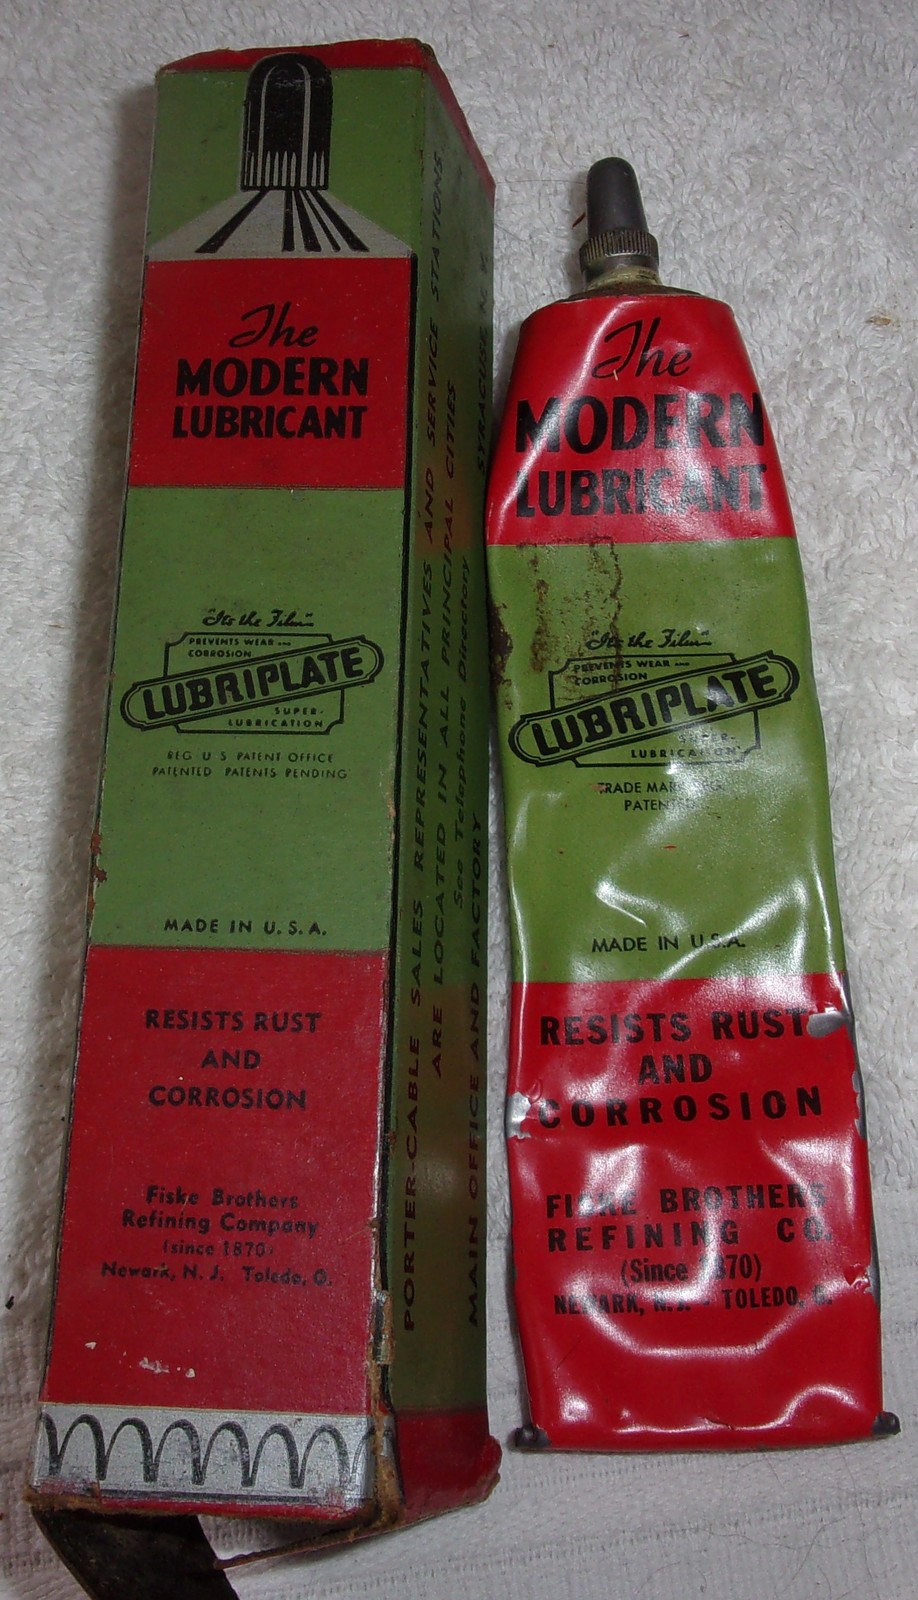 The
MODERN
LUBRICANT
"Its the Film"
PREVENTS WEAR AND
CORROSION
LUBRIPLATE
SUPER-
LUBRICATION
REG U S PATENT OFFICE
PATENTED PATENTS PENDING
MADE IN U.S.A.
RESISTS RUST
AND
CORROSION
Fiske Brothers
Refining Company
(since 1870)
Newark, N. J. Toledo, O.
PORTER-CABLE SALES REPRESENTATIVES AND SERVICE STATIONS
ARE LOCATED IN ALL PRINCIPAL CITIES
See Telephone Directory
MAIN OFFICE AND FACTORY SYRACUSE, N. Y.
The
MODERN
LUBRICANT
"Its the Film"
PREVENTS WEAR AND
CORROSION
LUBRIPLATE
SUPER-
LUBRICATION
TRADE MARK REG.
PATENTED
MADE IN U.S.A.
RESISTS RUST
AND
CORROSION
FISKE BROTHERS
REFINING CO.
(Since 1870)
NEWARK, N.J. - TOLEDO, O.